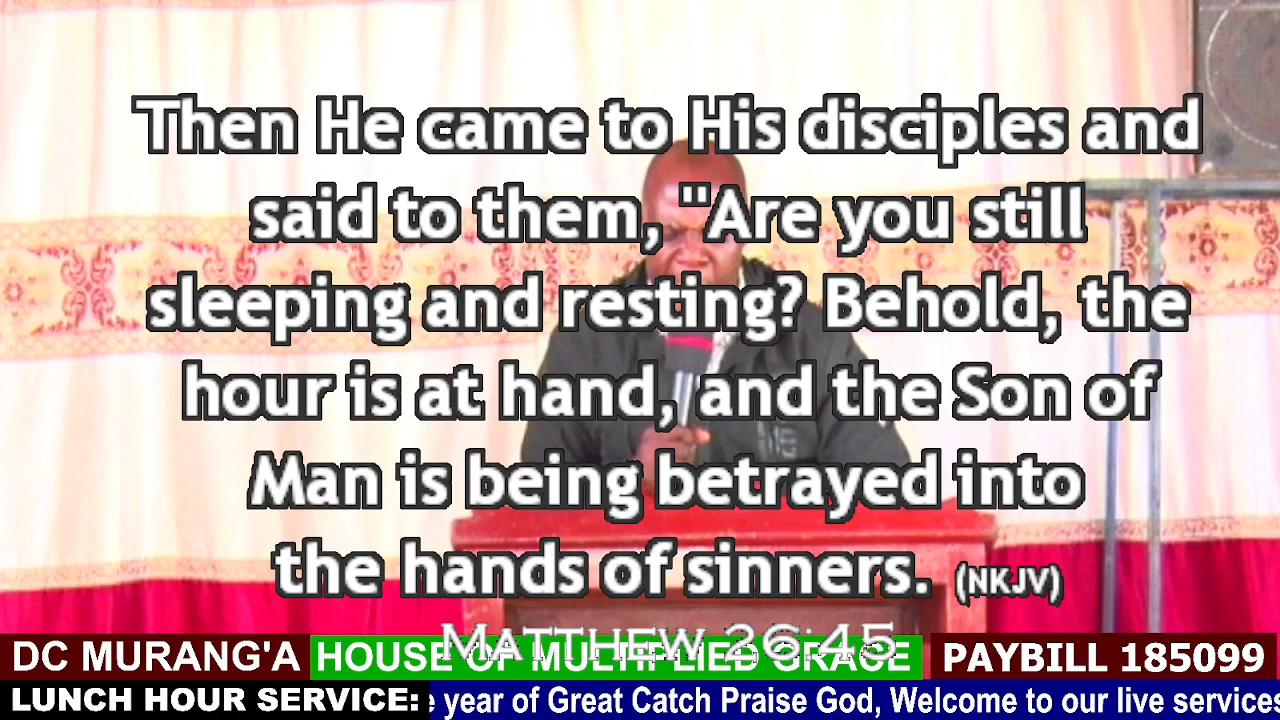 Then He came to His disciples and
said to them, "Are you still
sleeping and resting? Behold, the
hour is at hand, and the Son of
Man is being betrayed into
the hands of sinners. (NKJV)
MATTHEW 26:45
DC MURANG'A HOUSE OF MULTIPLIED GRACE PAYBILL 185099
LUNCH HOUR SERVICE: e year of Great Catch Praise God, Welcome to our live services